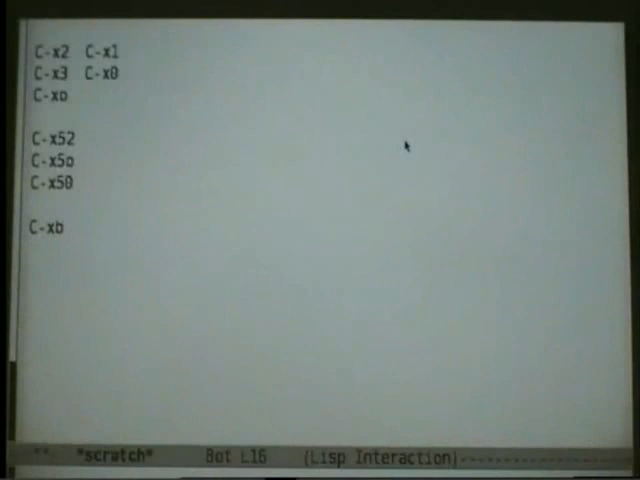 C-x2 C-x1
C-x3 C-x0
C-xo
C-x52
C-x5o
C-x50
C-xb
**. *scratch* Bot L16 (Lisp Interaction)